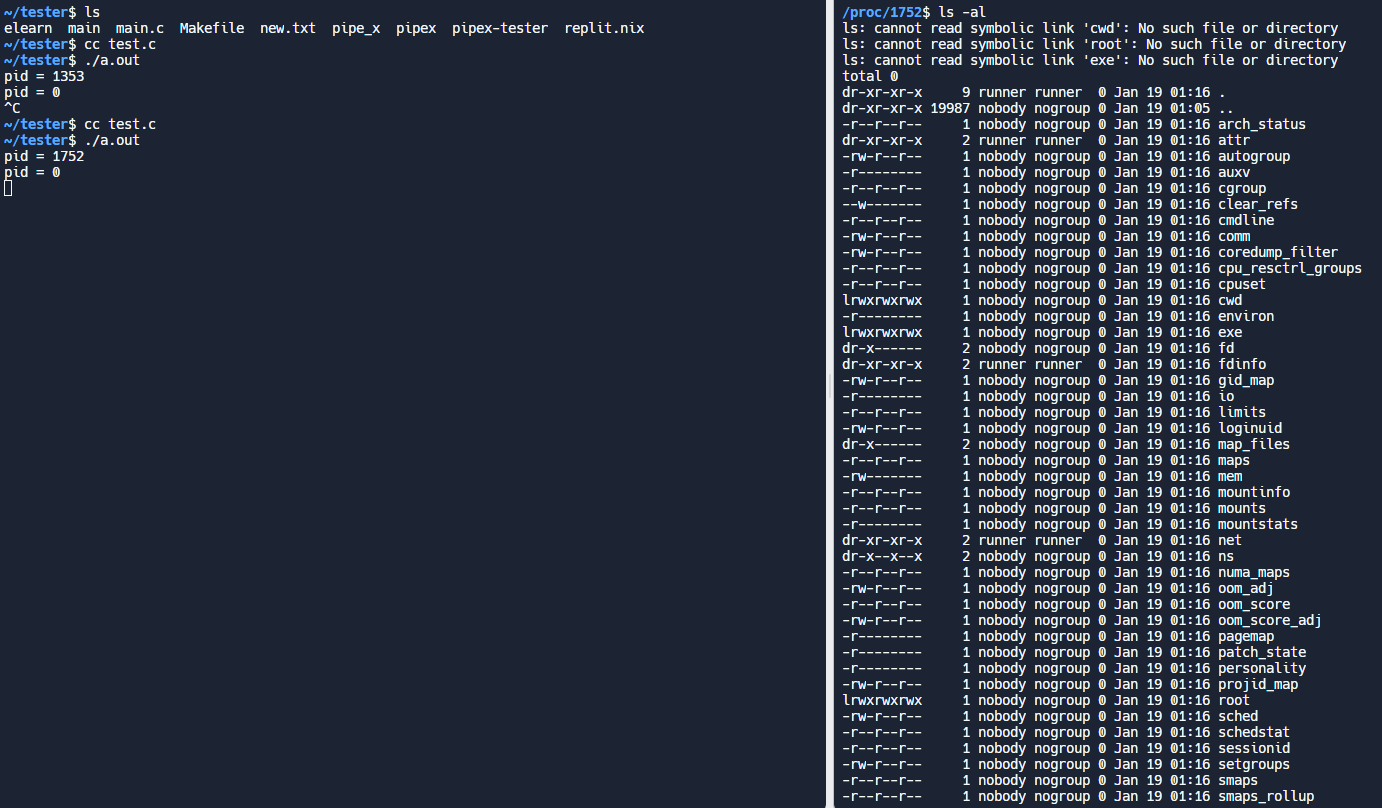 ~/tester$ ls
elearn  main  main.c  Makefile  new.txt  pipe_x  pipex  pipex-tester  replit.nix
~/tester$ cc test.c
~/tester$ ./a.out
pid = 1353
pid = 0
^C
~/tester$ cc test.c
~/tester$ ./a.out
pid = 1752
pid = 0
/proc/1752$ ls -al
ls: cannot read symbolic link 'cwd': No such file or directory
ls: cannot read symbolic link 'root': No such file or directory
ls: cannot read symbolic link 'exe': No such file or directory
total 0
dr-xr-xr-x     9 runner runner  0 Jan 19 01:16 .
dr-xr-xr-x 19987 nobody nogroup 0 Jan 19 01:05 ..
-r--r--r--     1 nobody nogroup 0 Jan 19 01:16 arch_status
dr-xr-xr-x     2 runner runner  0 Jan 19 01:16 attr
-rw-r--r--     1 nobody nogroup 0 Jan 19 01:16 autogroup
-r--------     1 nobody nogroup 0 Jan 19 01:16 auxv
-r--r--r--     1 nobody nogroup 0 Jan 19 01:16 cgroup
--w-------     1 nobody nogroup 0 Jan 19 01:16 clear_refs
-r--r--r--     1 nobody nogroup 0 Jan 19 01:16 cmdline
-rw-r--r--     1 nobody nogroup 0 Jan 19 01:16 comm
-rw-r--r--     1 nobody nogroup 0 Jan 19 01:16 coredump_filter
-r--r--r--     1 nobody nogroup 0 Jan 19 01:16 cpu_resctrl_groups
-r--r--r--     1 nobody nogroup 0 Jan 19 01:16 cpuset
lrwxrwxrwx     1 nobody nogroup 0 Jan 19 01:16 cwd
-r--------     1 nobody nogroup 0 Jan 19 01:16 environ
lrwxrwxrwx     1 nobody nogroup 0 Jan 19 01:16 exe
dr-x------     2 nobody nogroup 0 Jan 19 01:16 fd
dr-xr-xr-x     2 runner runner  0 Jan 19 01:16 fdinfo
-rw-r--r--     1 nobody nogroup 0 Jan 19 01:16 gid_map
-r--------     1 nobody nogroup 0 Jan 19 01:16 io
-r--r--r--     1 nobody nogroup 0 Jan 19 01:16 limits
-rw-r--r--     1 nobody nogroup 0 Jan 19 01:16 loginuid
dr-x------     2 nobody nogroup 0 Jan 19 01:16 map_files
-r--r--r--     1 nobody nogroup 0 Jan 19 01:16 maps
-rw-------     1 nobody nogroup 0 Jan 19 01:16 mem
-r--r--r--     1 nobody nogroup 0 Jan 19 01:16 mountinfo
-r--r--r--     1 nobody nogroup 0 Jan 19 01:16 mounts
-r--------     1 nobody nogroup 0 Jan 19 01:16 mountstats
dr-xr-xr-x     2 runner runner  0 Jan 19 01:16 net
dr-x--x--x     2 nobody nogroup 0 Jan 19 01:16 ns
-r--r--r--     1 nobody nogroup 0 Jan 19 01:16 numa_maps
-rw-r--r--     1 nobody nogroup 0 Jan 19 01:16 oom_adj
-r--r--r--     1 nobody nogroup 0 Jan 19 01:16 oom_score
-rw-r--r--     1 nobody nogroup 0 Jan 19 01:16 oom_score_adj
-r--------     1 nobody nogroup 0 Jan 19 01:16 pagemap
-r--------     1 nobody nogroup 0 Jan 19 01:16 patch_state
-r--------     1 nobody nogroup 0 Jan 19 01:16 personality
-rw-r--r--     1 nobody nogroup 0 Jan 19 01:16 projid_map
lrwxrwxrwx     1 nobody nogroup 0 Jan 19 01:16 root
-rw-r--r--     1 nobody nogroup 0 Jan 19 01:16 sched
-r--r--r--     1 nobody nogroup 0 Jan 19 01:16 schedstat
-r--r--r--     1 nobody nogroup 0 Jan 19 01:16 sessionid
-rw-r--r--     1 nobody nogroup 0 Jan 19 01:16 setgroups
-r--r--r--     1 nobody nogroup 0 Jan 19 01:16 smaps
-r--r--r--     1 nobody nogroup 0 Jan 19 01:16 smaps_rollup